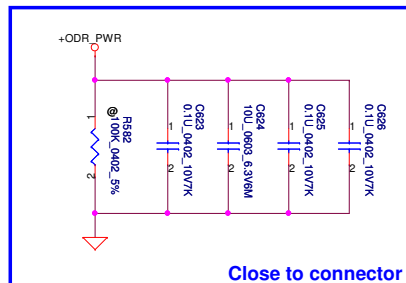 +ODR_PWR
1
2
R582
@100K_0402_5%
1
2
C623
0.1U_0402_10V7K
1
2
C624
10U_0603_6.3V6M
1
2
C625
0.1U_0402_10V7K
1
2
C626
0.1U_0402_10V7K
Close to connector